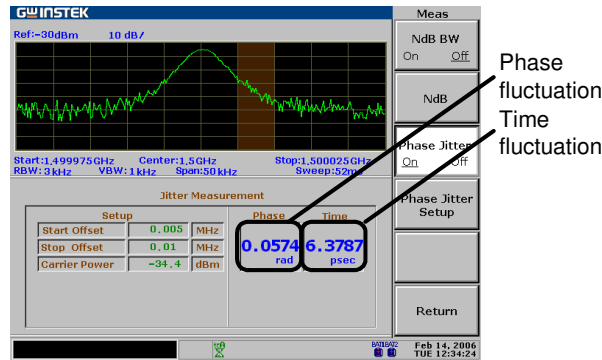 GWINSTEK
Meas
Ref:-30dBm 10 dB/
NdB BW
On Off
NdB
Phase Jitter
On Off
Phase Jitter
Setup
Return
Phase
fluctuation
Time
fluctuation
Start:1,499975GHz Center:1,5GHz Stop:1,500025GHz
RBW:3kHz VBW:1kHz Span:50kHz Sweep:52ms
Jitter Measurement
Setup
Start Offset 0.005 MHz
Stop Offset 0.01 MHz
Carrier Power -34.4 dBm
Phase Time
0.0574 6.3787
rad psec
BAT1BAT2
Feb 14, 2006
TUE 12:34:24